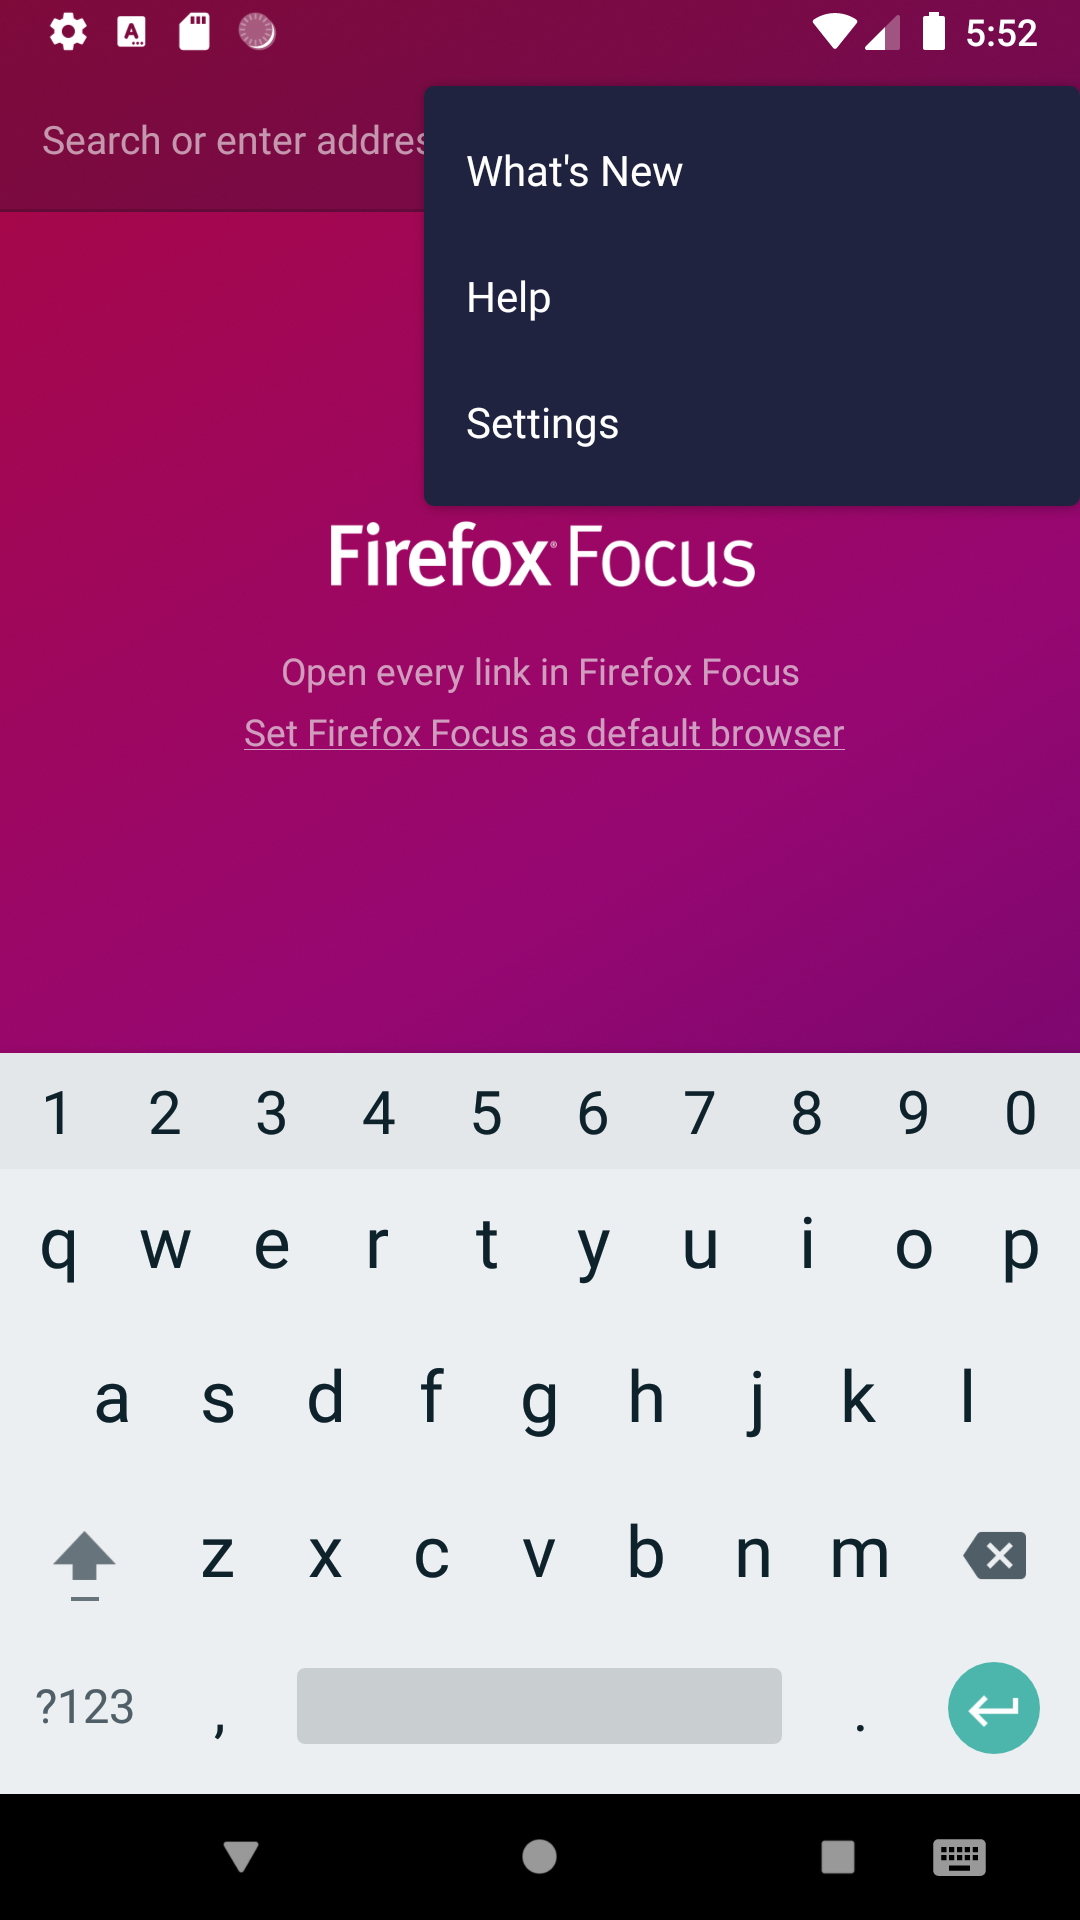 5:52
Search or enter addres
What's New
Help
Settings
Firefox Focus
Open every link in Firefox Focus
Set Firefox Focus as default browser
1 2 3 4 5 6 7 8 9 0
q w e r t y u i o p
a s d f g h j k l
z x c v b n m
?123 , .